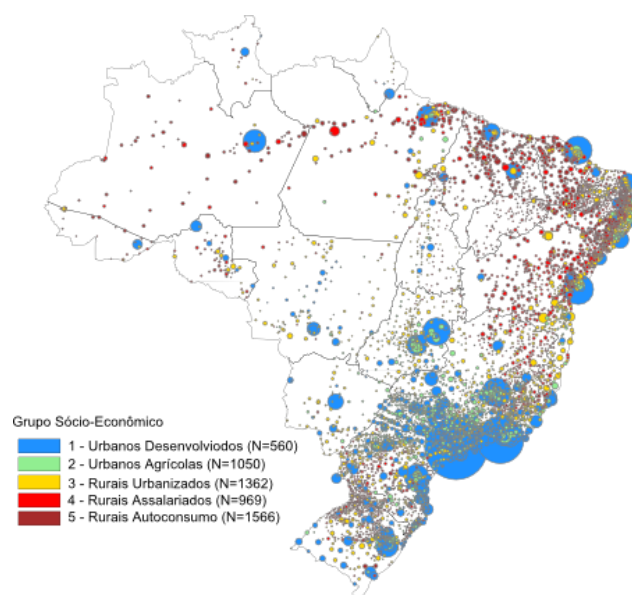 Grupo Sócio-Econômico
1 - Urbanos Desenvolviodos (N=560)
2 - Urbanos Agrícolas (N=1050)
3 - Rurais Urbanizados (N=1362)
4 - Rurais Assalariados (N=969)
5 - Rurais Autoconsumo (N=1566)